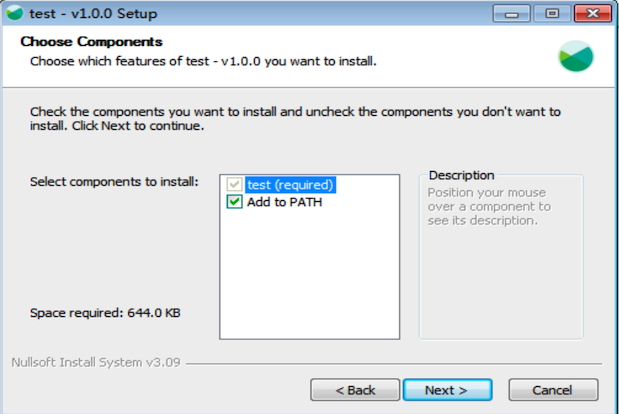 test - v1.0.0 Setup
Choose Components
Choose which features of test - v1.0.0 you want to install.
Check the components you want to install and uncheck the components you don't want to
install. Click Next to continue.
Select components to install:
test (required)
Add to PATH
Description
Position your mouse
over a component to
see its description.
Space required: 644.0 KB
Nullsoft Install System v3.09
< Back
Next >
Cancel